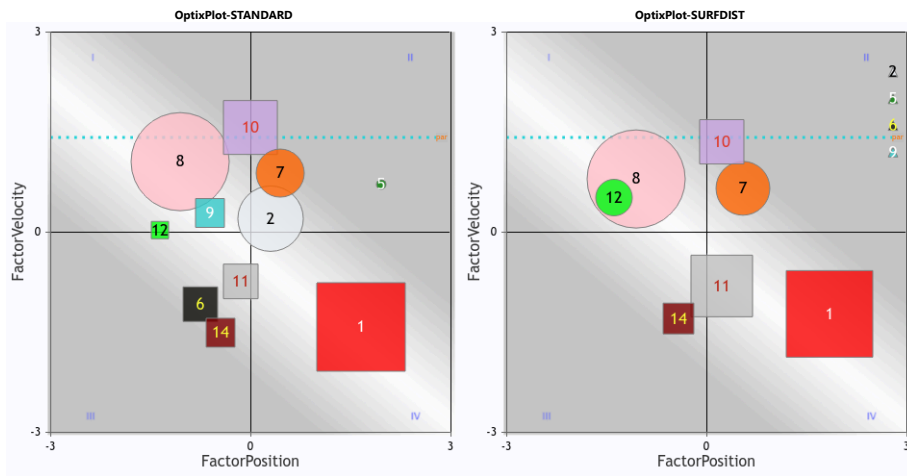 OptixPlot-STANDARD
3
I
II
10
par
8
7
5
9
2
12
0
11
6
14
1
III
IV
-3
-3
0
3
FactorPosition
FactorVelocity
OptixPlot-SURFDIST
3
I
II
2
5
6
10
par
9
8
7
12
0
11
14
1
III
IV
-3
-3
0
3
FactorPosition
FactorVelocity